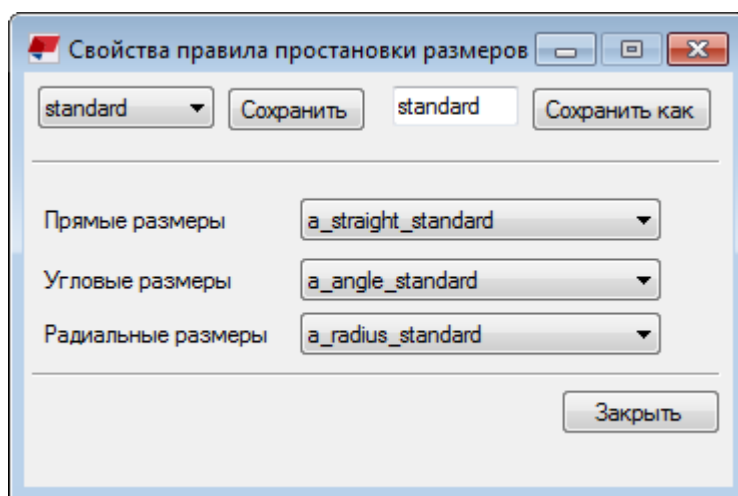 Свойства правила простановки размеров
standard Сохранить standard Сохранить как
Прямые размеры a_straight_standard
Угловые размеры a_angle_standard
Радиальные размеры a_radius_standard
Закрыть